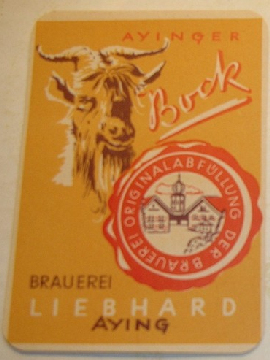 AYINGER
Bock
ORIGINALABFÜLLUNG DER BRAUEREI
BRAUEREI
LIEBHARD
AYING